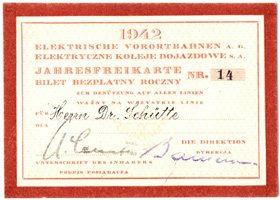 1942
ELEKTRISCHE VORORTBAHNEN A. G.
ELEKTRYCZNE KOLEJE DOJAZDOWE S. A.
JAHRESFREIKARTE NR. 14
BILET BEZPŁATNY ROCZNY
ZUR BENÜTZUNG AUF ALLEN LINIEN
WAŻNY NA WSZYSTKIE LINIE
FÜR Herrn Dr. Schütte
DLA
DIE DIREKTION
DYREKCJA
UNTERSCHRIFT DES INHABERS
PODPIS POSIADACZA